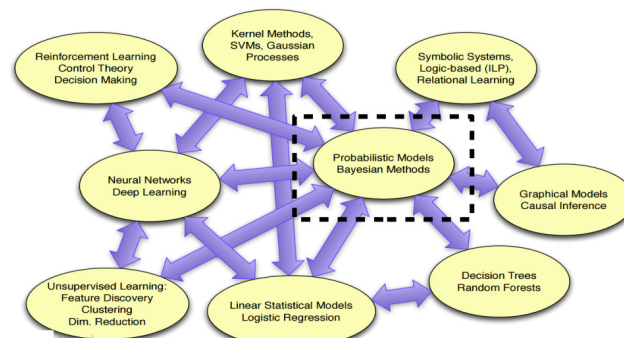 Kernel Methods,
SVMs, Gaussian
Processes
Reinforcement Learning
Control Theory
Decision Making
Symbolic Systems,
Logic-based (ILP),
Relational Learning
Probabilistic Models
Bayesian Methods
Neural Networks
Deep Learning
Graphical Models
Causal Inference
Unsupervised Learning:
Feature Discovery
Clustering
Dim. Reduction
Linear Statistical Models
Logistic Regression
Decision Trees
Random Forests